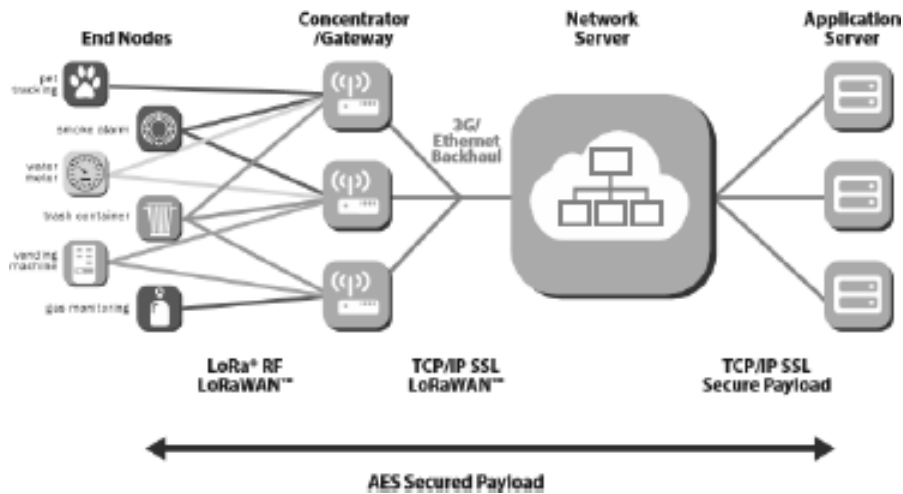 End Nodes
Concentrator
/Gateway
Network
Server
Application
Server
pet
tracking
smoke alarm
water
meter
trash container
vending
machine
gas monitoring
3G/
Ethernet
Backhaul
LoRa® RF
LoRaWAN™
TCP/IP SSL
LoRaWAN™
TCP/IP SSL
Secure Payload
AES Secured Payload